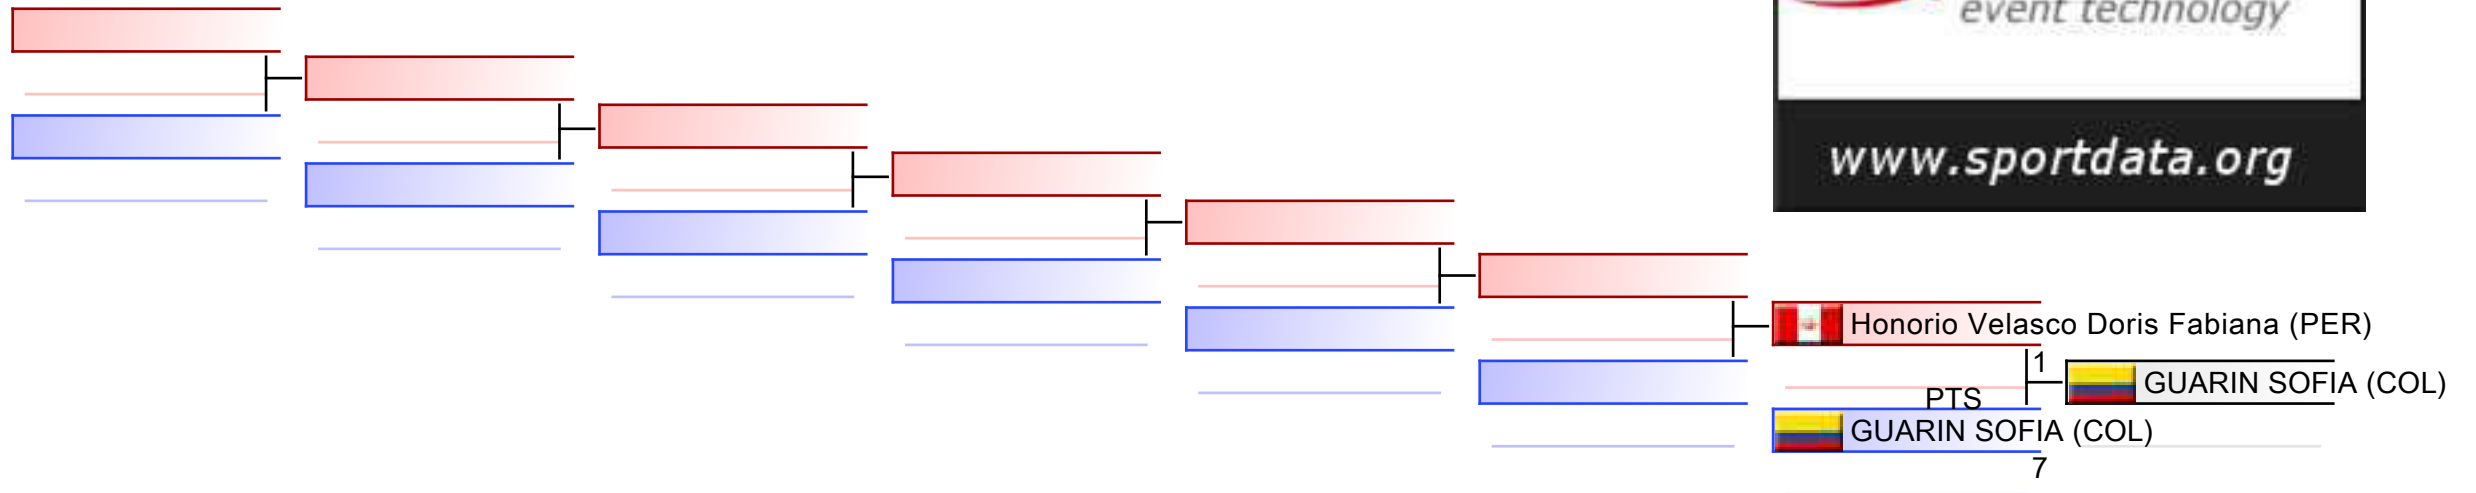 event technology
www.sportdata.org
Honorio Velasco Doris Fabiana (PER)
1
GUARIN SOFIA (COL)
PTS
GUARIN SOFIA (COL)
7